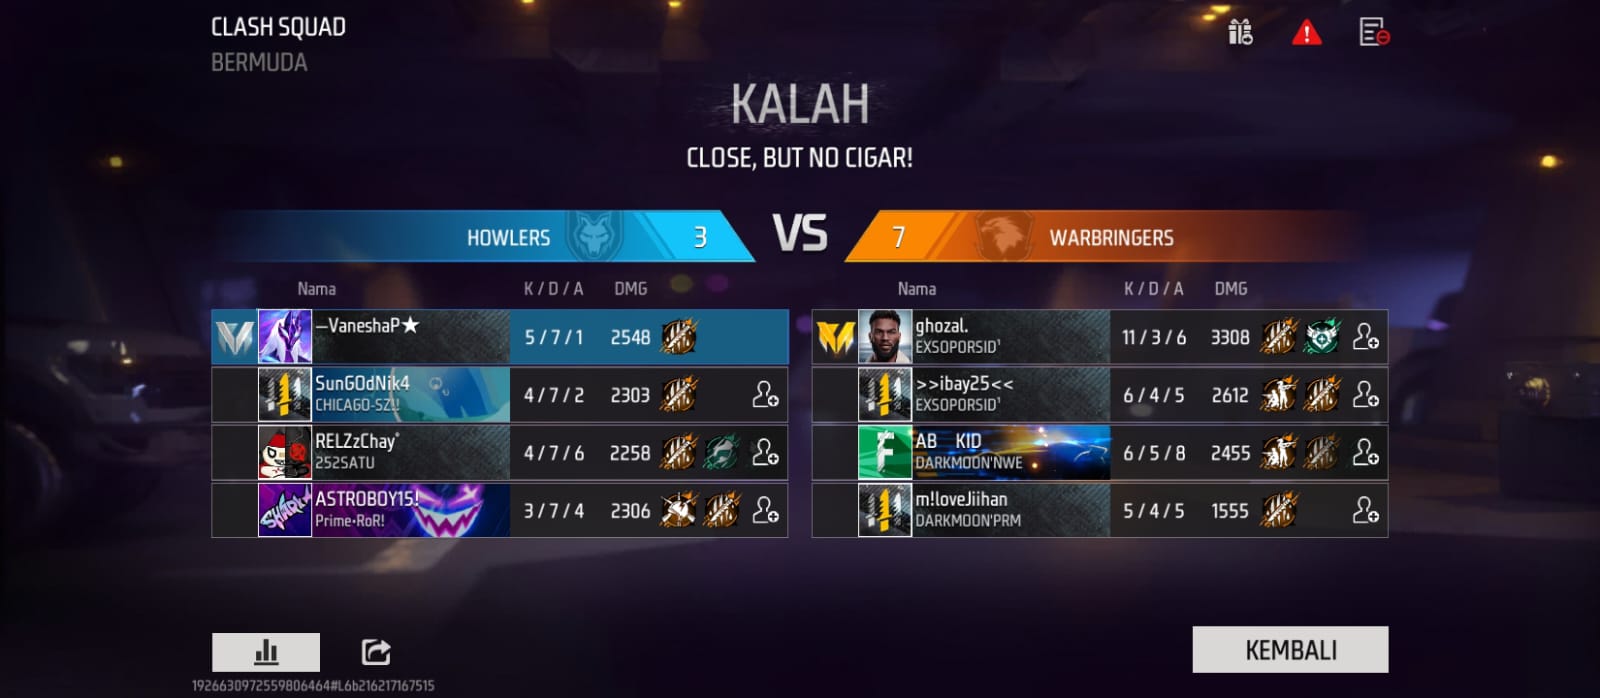 CLASH SQUAD
BERMUDA
KALAH
CLOSE, BUT NO CIGAR!
HOWLERS 3 VS 7 WARBRINGERS
Nama K / D / A DMG
—VaneshaP★ 5 / 7 / 1 2548
SunGOdNik4 4 / 7 / 2 2303
CHICAGO-SZ!!
RELZzChay° 4 / 7 / 6 2258
252SATU
SHARK
ASTROBOY15! 3 / 7 / 4 2306
Prime•RoR!
Nama K / D / A DMG
ghozal. 11 / 3 / 6 3308
EXSOPORSID¹
>>ibay25<< 6 / 4 / 5 2612
EXSOPORSID¹
F
AB KID 6 / 5 / 8 2455
DARKMOON'NWE
m!loveJiihan 5 / 4 / 5 1555
DARKMOON'PRM
KEMBALI
1926630972559806464#L6b216217167515